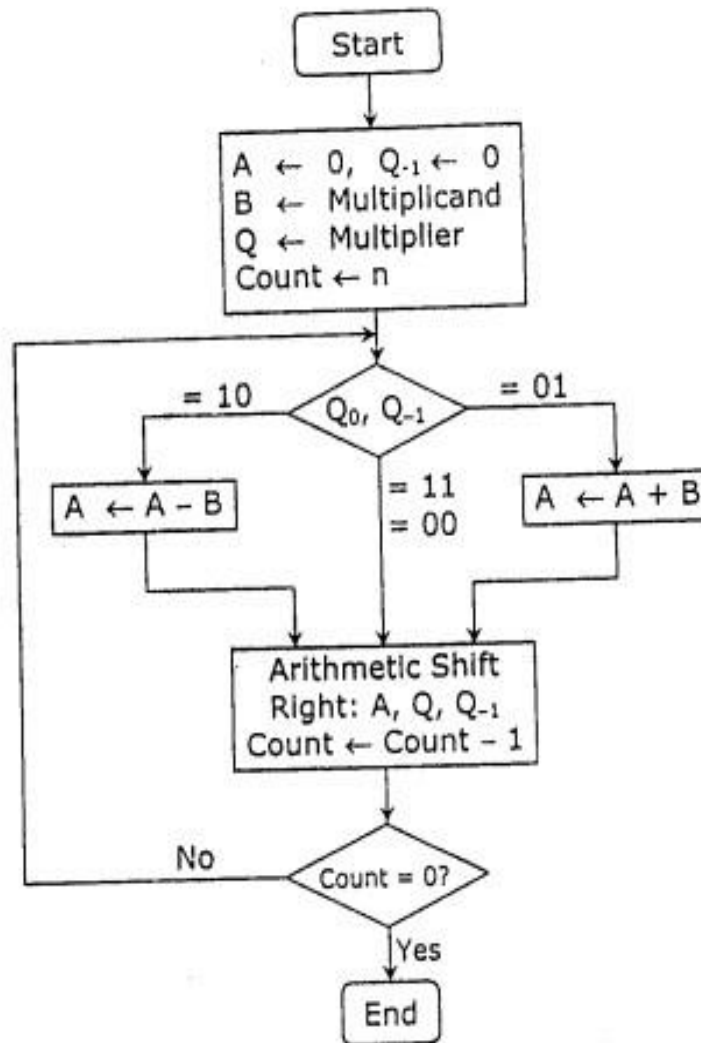 Start
A ← 0, Q₋₁ ← 0
B ← Multiplicand
Q ← Multiplier
Count ← n
= 10
Q₀, Q₋₁
= 01
A ← A – B
= 11
= 00
A ← A + B
Arithmetic Shift
Right: A, Q, Q₋₁
Count ← Count – 1
No
Count = 0?
Yes
End